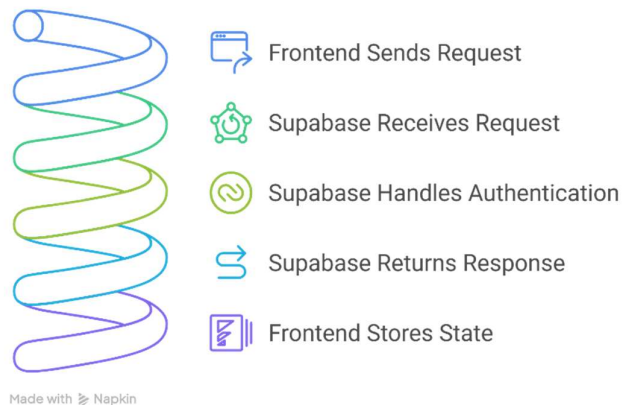 Frontend Sends Request
Supabase Receives Request
Supabase Handles Authentication
Supabase Returns Response
Frontend Stores State
Made with Napkin